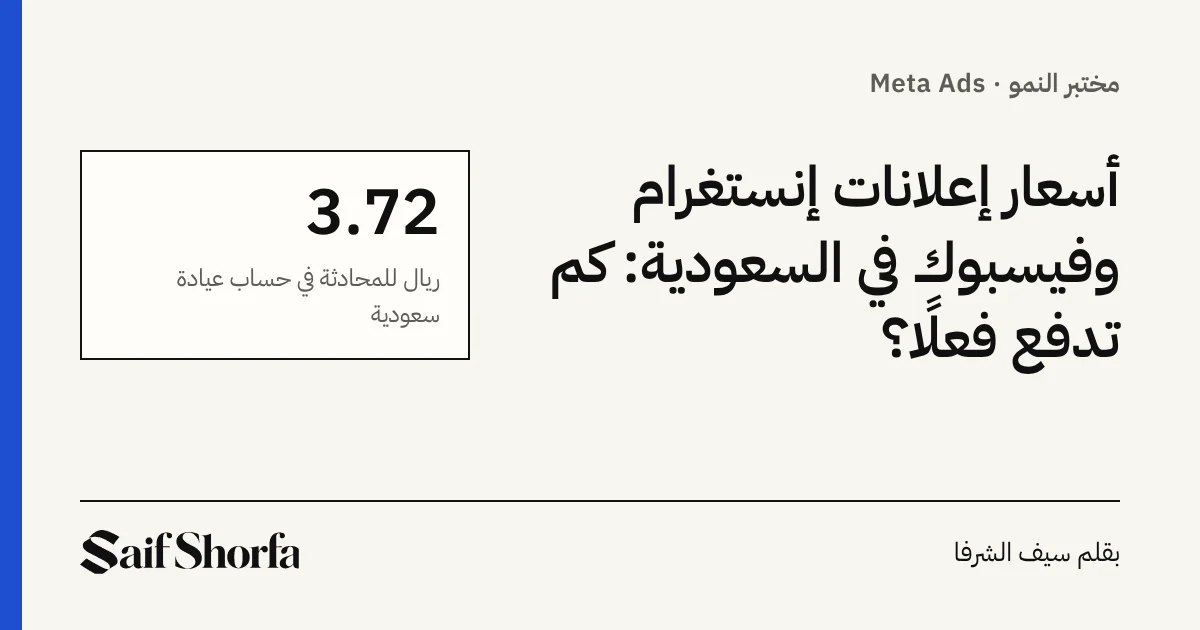 مختبر النمو · Meta Ads
أسعار إعلانات إنستغرام
وفيسبوك في السعودية: كم
تدفع فعلًا؟
3.72
ريال للمحادثة في حساب عيادة
سعودية
بقلم سيف الشرفا
Saif Shorfa